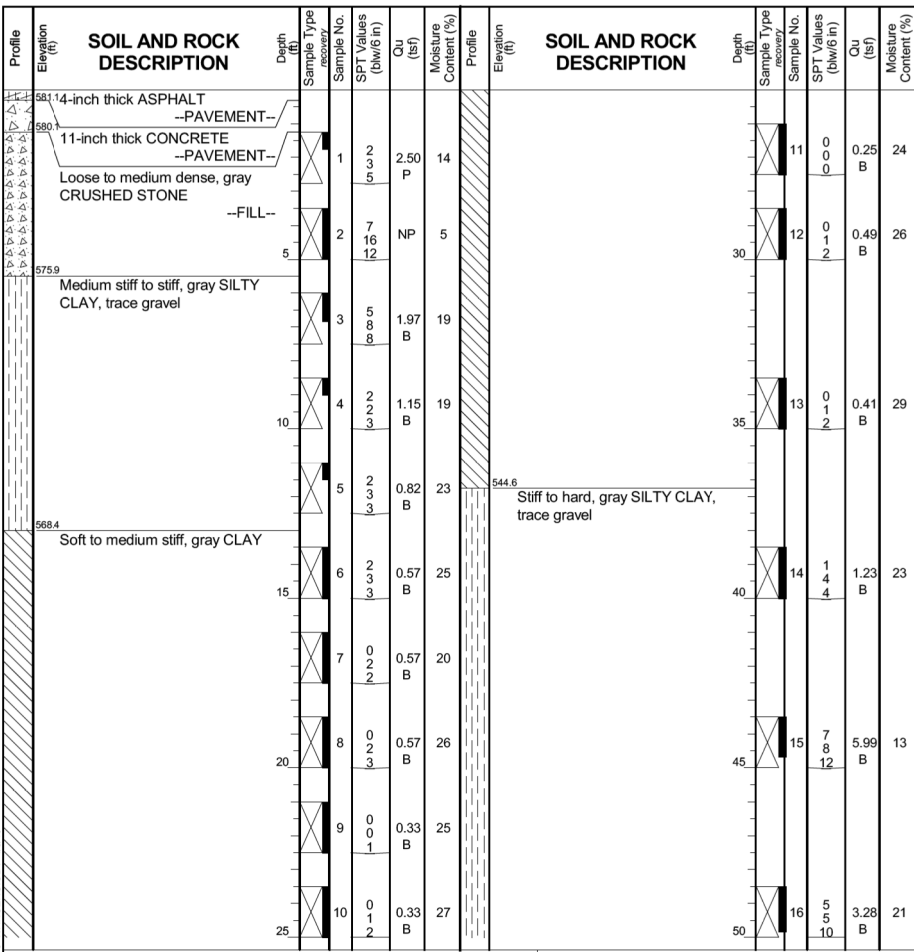 Profile
Elevation (ft)
SOIL AND ROCK
DESCRIPTION
Depth (ft)
Sample Type
recovery
Sample No.
SPT Values (blw/6 in)
Qu (tsf)
Moisture Content (%)
581.1 4-inch thick ASPHALT
--PAVEMENT--
580.1
11-inch thick CONCRETE
--PAVEMENT--
Loose to medium dense, gray
CRUSHED STONE
--FILL--
1 2 3 5 2.50 P 14
2 7 16 12 NP 5
5
575.9
Medium stiff to stiff, gray SILTY
CLAY, trace gravel
3 5 8 8 1.97 B 19
4 2 2 3 1.15 B 19
10
5 2 3 3 0.82 B 23
568.4
Soft to medium stiff, gray CLAY
6 2 3 3 0.57 B 25
15
7 0 2 2 0.57 B 20
8 0 2 3 0.57 B 26
20
9 0 0 1 0.33 B 25
10 0 1 2 0.33 B 27
25
Profile
Elevation (ft)
SOIL AND ROCK
DESCRIPTION
Depth (ft)
Sample Type
recovery
Sample No.
SPT Values (blw/6 in)
Qu (tsf)
Moisture Content (%)
11 0 0 0 0.25 B 24
12 0 1 2 0.49 B 26
30
13 0 1 2 0.41 B 29
35
544.6
Stiff to hard, gray SILTY CLAY,
trace gravel
14 1 4 4 1.23 B 23
40
15 7 8 12 5.99 B 13
45
16 5 5 10 3.28 B 21
50